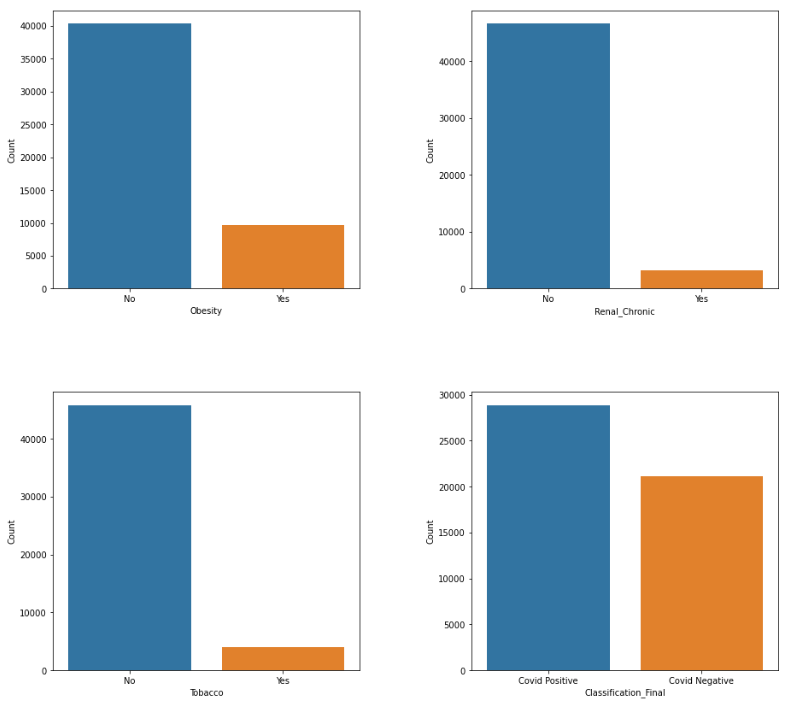 40000
35000
30000
25000
20000
15000
10000
5000
0
Count
No Yes
Obesity
40000
30000
20000
10000
0
Count
No Yes
Renal_Chronic
40000
30000
20000
10000
0
Count
No Yes
Tobacco
30000
25000
20000
15000
10000
5000
0
Count
Covid Positive Covid Negative
Classification_Final